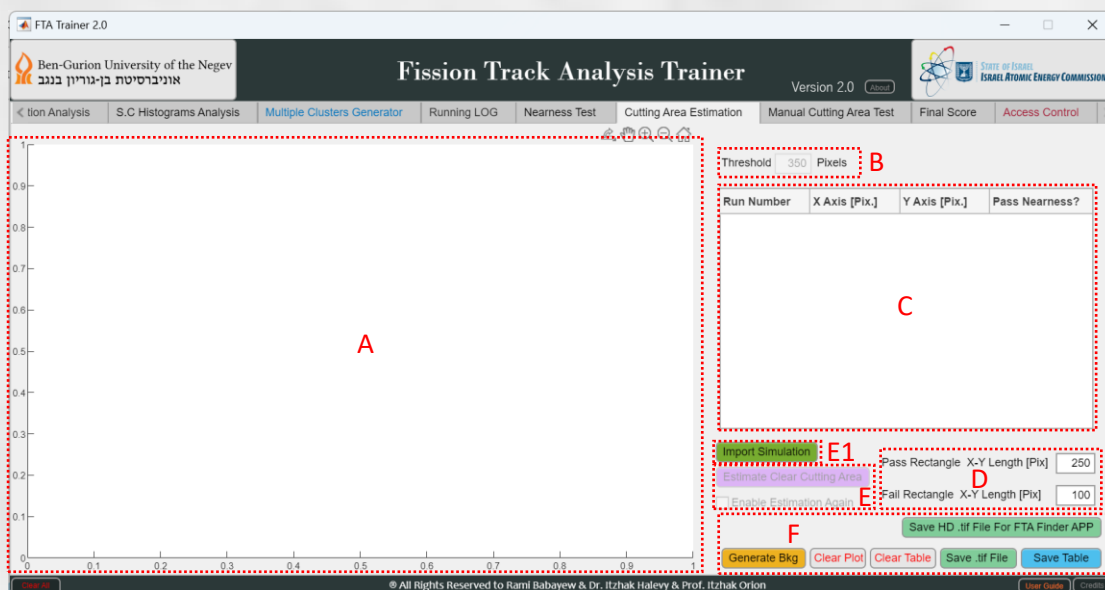 FTA Trainer 2.0
Ben-Gurion University of the Negev
אוניברסיטת בן-גוריון בנגב
Fission Track Analysis Trainer
Version 2.0 About
STATE OF ISRAEL
ISRAEL ATOMIC ENERGY COMMISSION
< tion Analysis S.C Histograms Analysis Multiple Clusters Generator Running LOG Nearness Test Cutting Area Estimation Manual Cutting Area Test Final Score Access Control
1
0.9
0.8
0.7
0.6
0.5
0.4
0.3
0.2
0.1
0
0 0.1 0.2 0.3 0.4 0.5 0.6 0.7 0.8 0.9 1
A
Threshold 350 Pixels B
Run Number X Axis [Pix.] Y Axis [Pix.] Pass Nearness?
C
Import Simulation E1
Estimate Clear Cutting Area
Enable Estimation Again E
Pass Rectangle X-Y Length [Pix] 250
D
Fail Rectangle X-Y Length [Pix] 100
F
Save HD .tif File For FTA Finder APP
Generate Bkg Clear Plot Clear Table Save .tif File Save Table
Clear All ® All Rights Reserved to Rami Babayew & Dr. Itzhak Halevy & Prof. Itzhak Orion User Guide Credits